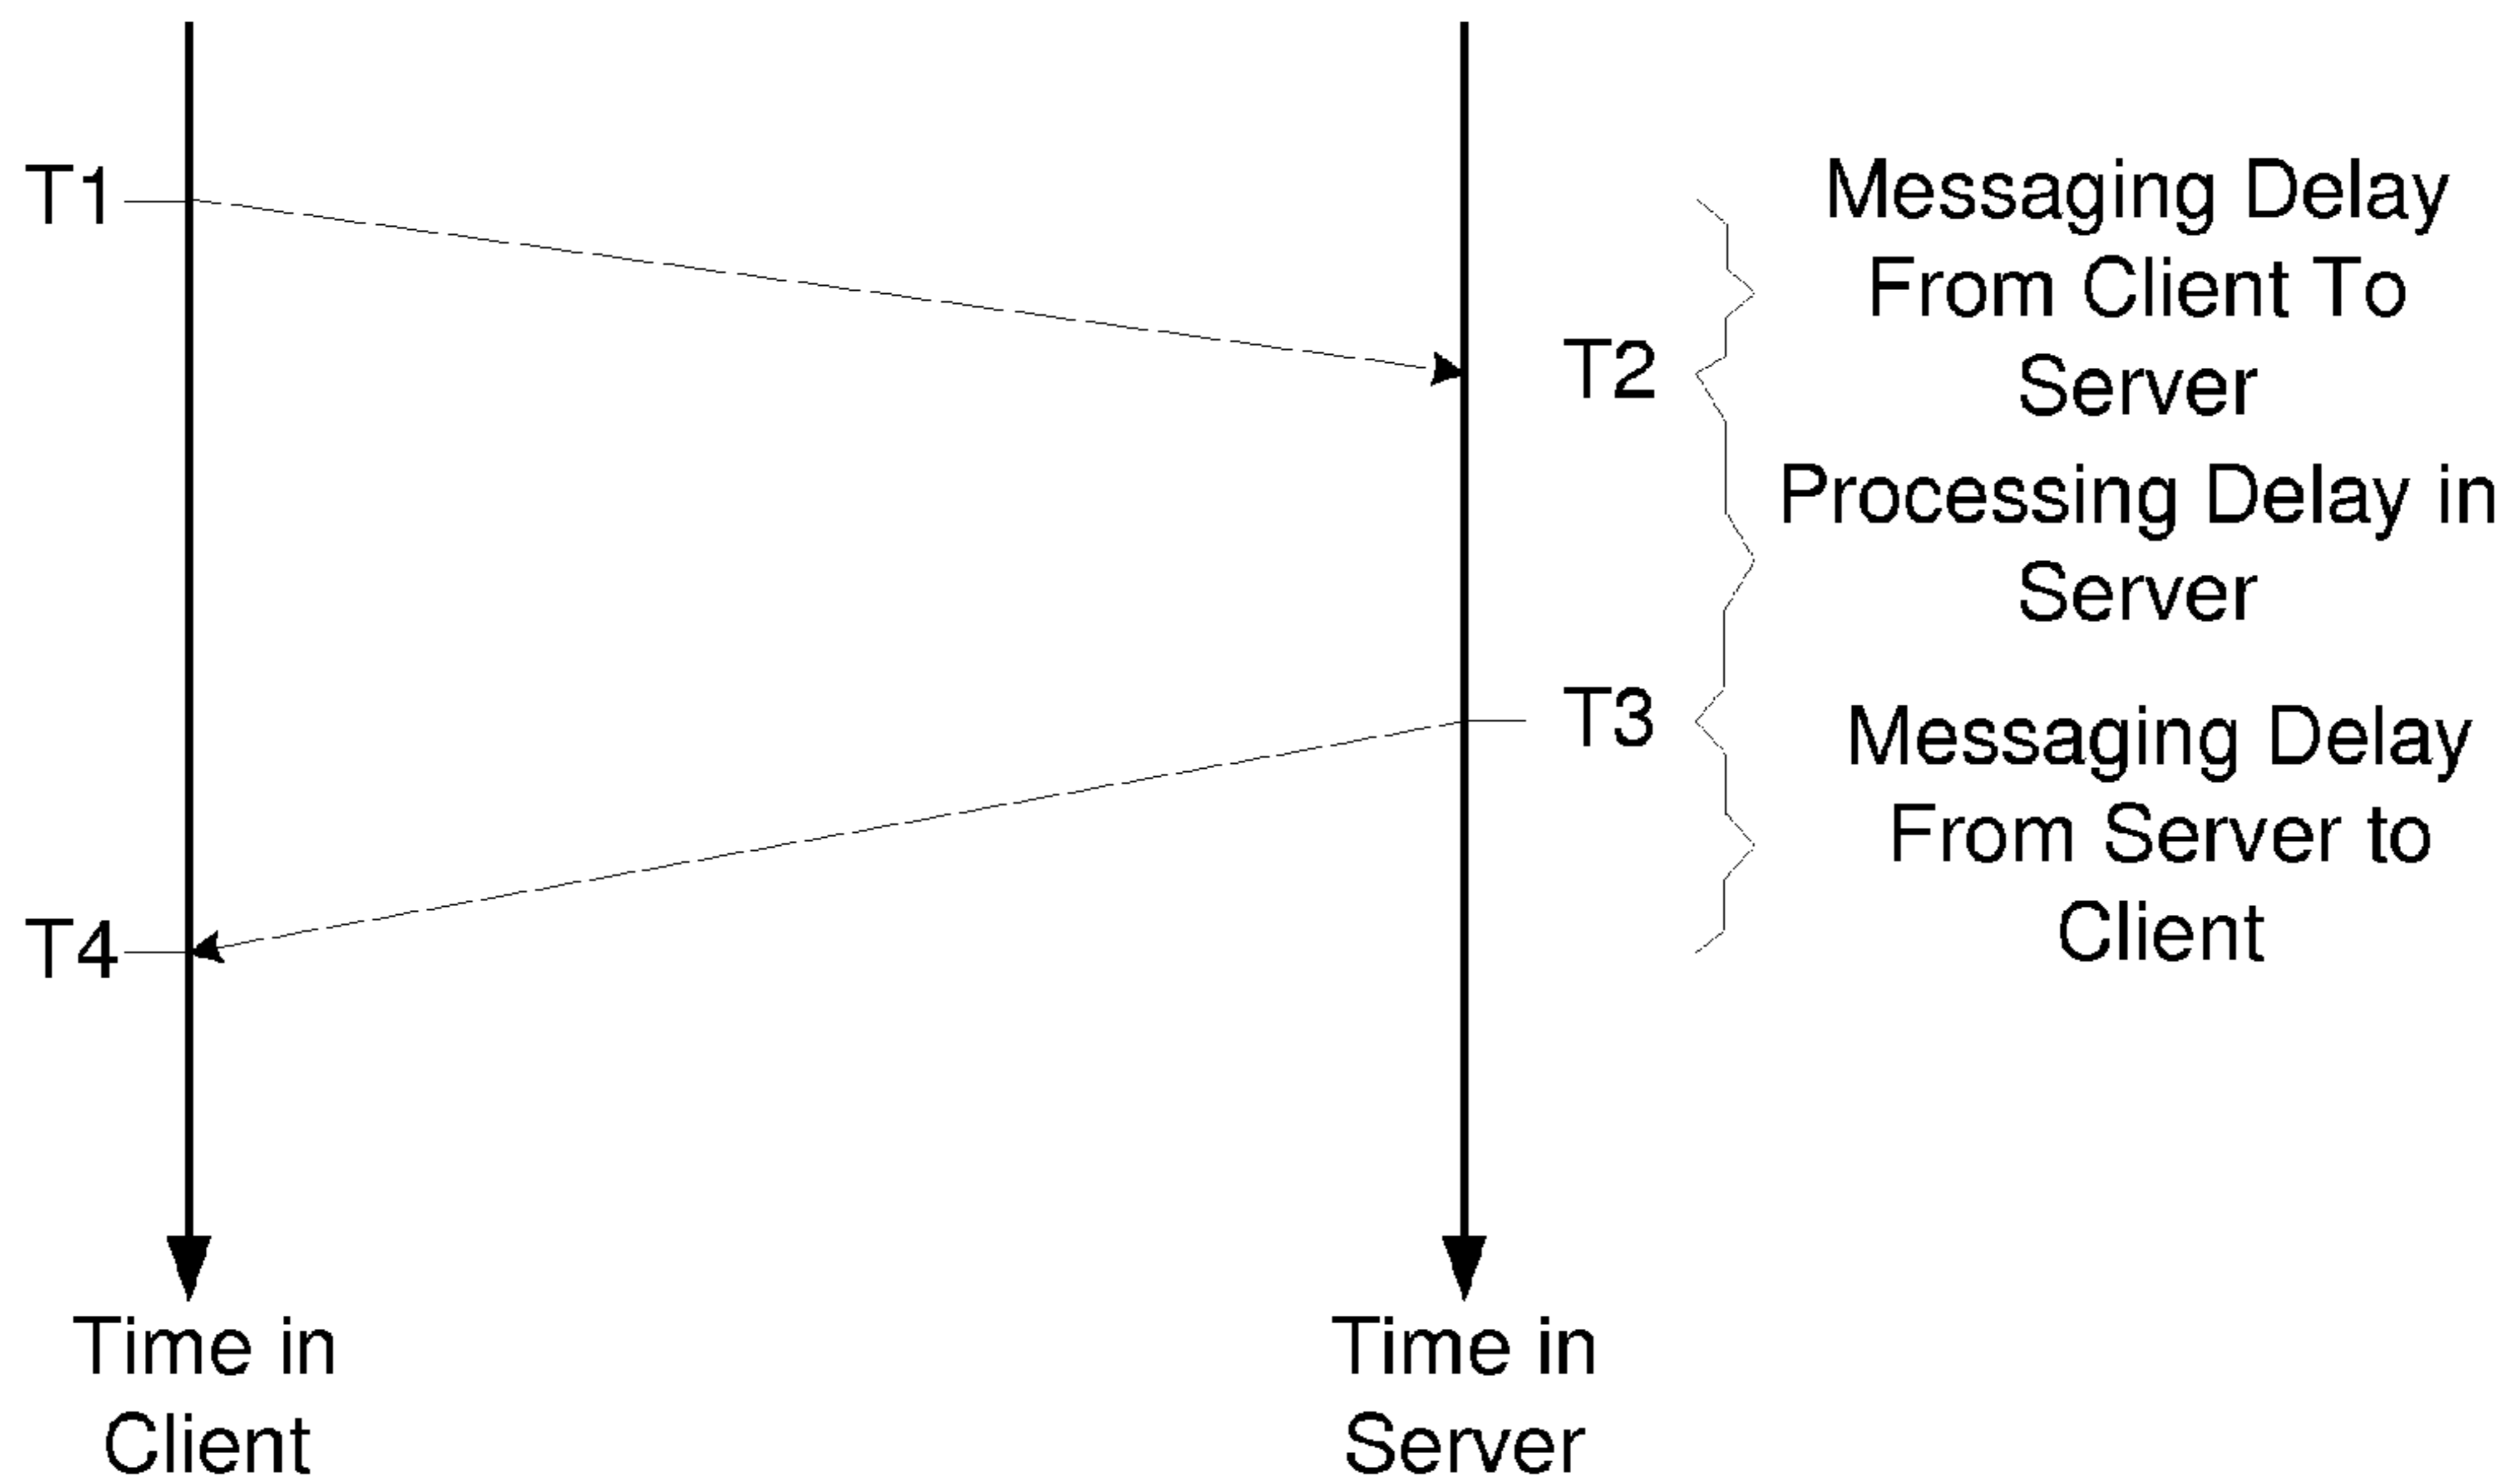 T1
Messaging Delay
From Client To
Server
T2
Processing Delay in
Server
T3
Messaging Delay
From Server to
Client
T4
Time in
Client
Time in
Server